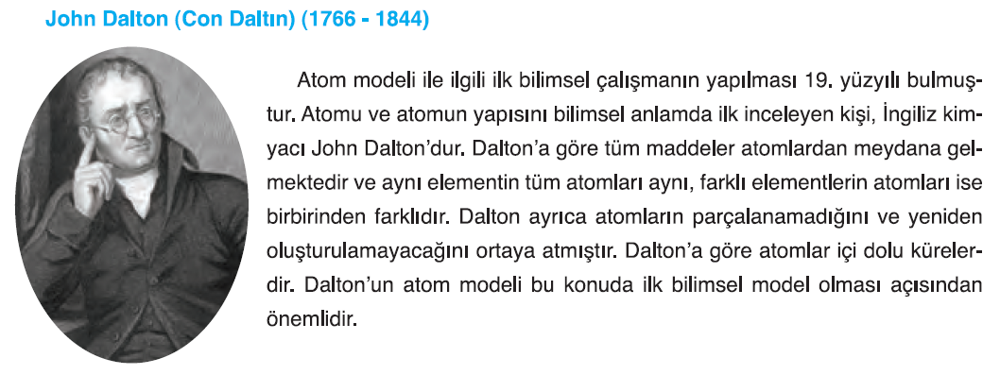 John Dalton (Con Daltın) (1766 - 1844)
Atom modeli ile ilgili ilk bilimsel çalışmanın yapılması 19. yüzyılı bulmuş-
tur. Atomu ve atomun yapısını bilimsel anlamda ilk inceleyen kişi, İngiliz kim-
yacı John Dalton’dur. Dalton’a göre tüm maddeler atomlardan meydana gel-
mektedir ve aynı elementin tüm atomları aynı, farklı elementlerin atomları ise
birbirinden farklıdır. Dalton ayrıca atomların parçalanamadığını ve yeniden
oluşturulamayacağını ortaya atmıştır. Dalton’a göre atomlar içi dolu küreler-
dir. Dalton’un atom modeli bu konuda ilk bilimsel model olması açısından
önemlidir.